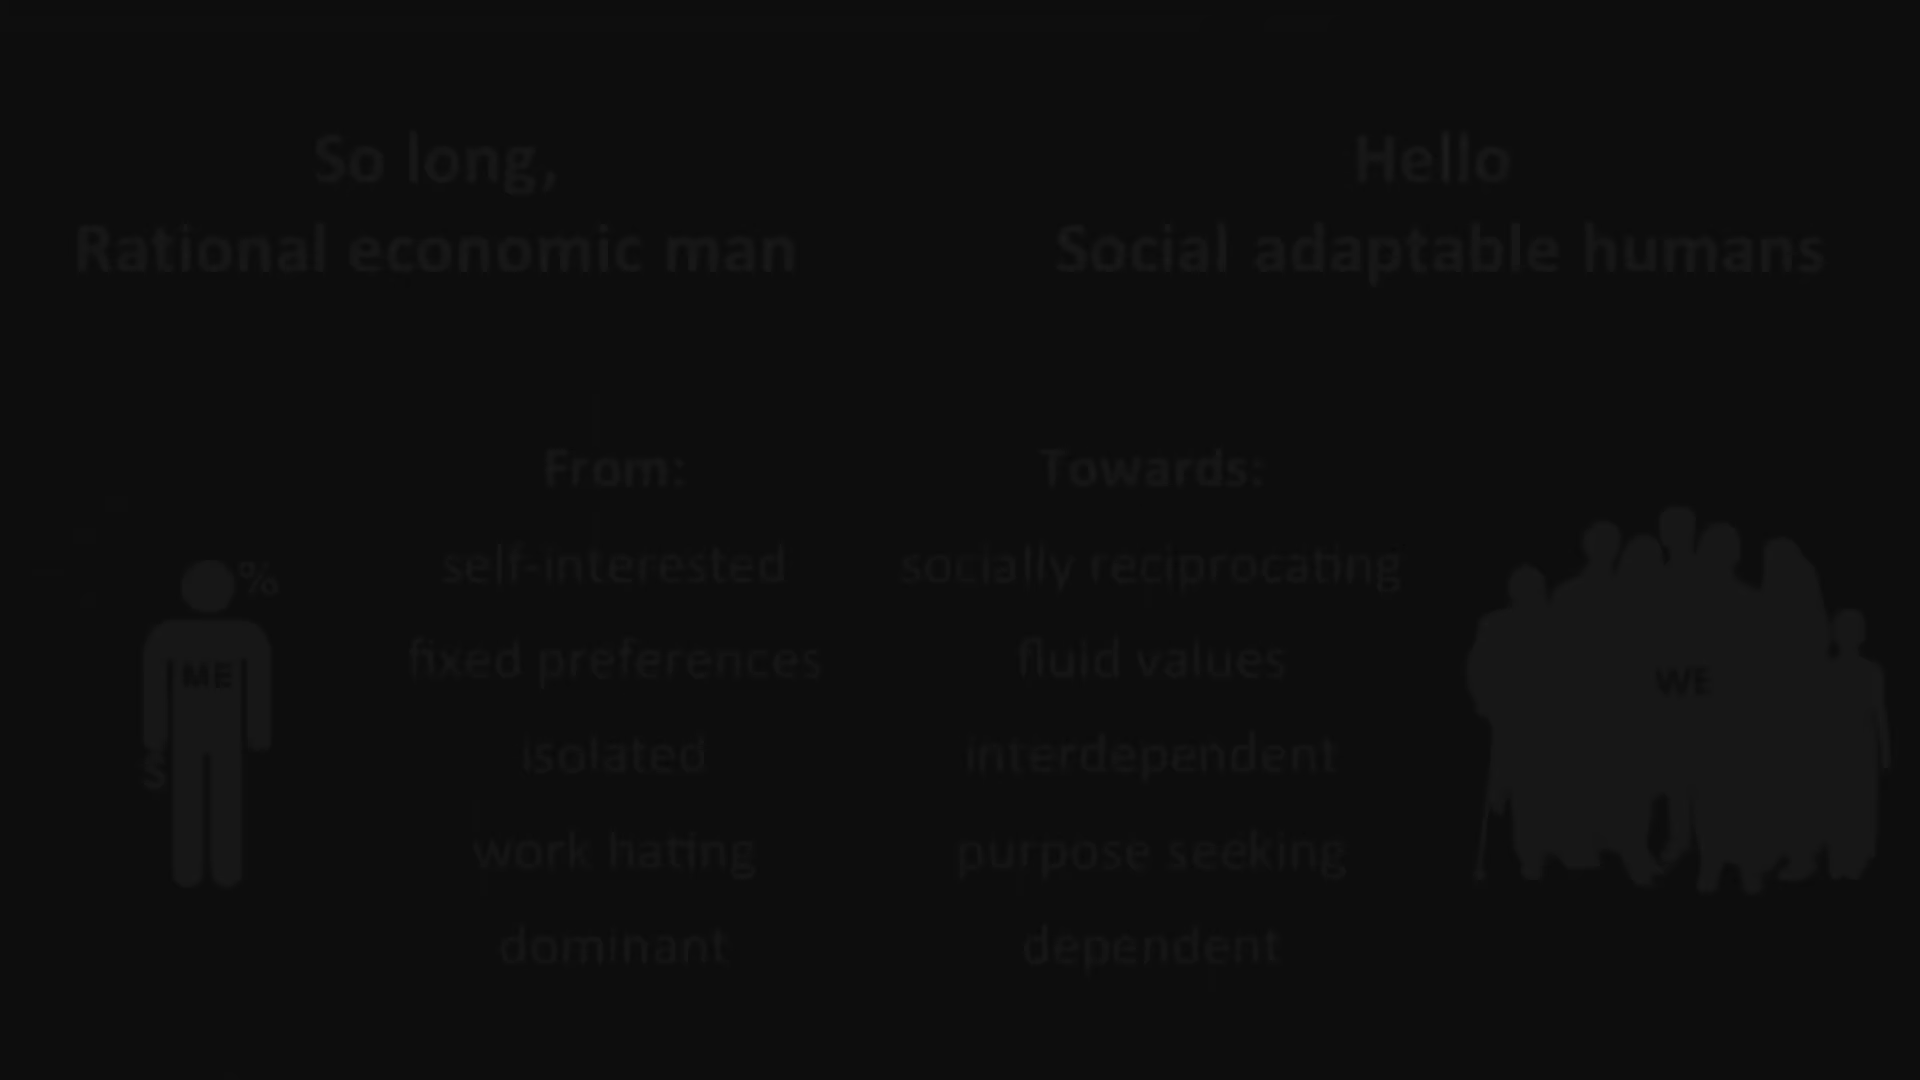 So long,
Rational economic man
Hello
Social adaptable humans
From:
self-interested
fixed preferences
isolated
work hating
dominant
Towards:
socially reciprocating
fluid values
interdependent
purpose seeking
dependent
%
ME
$
WE